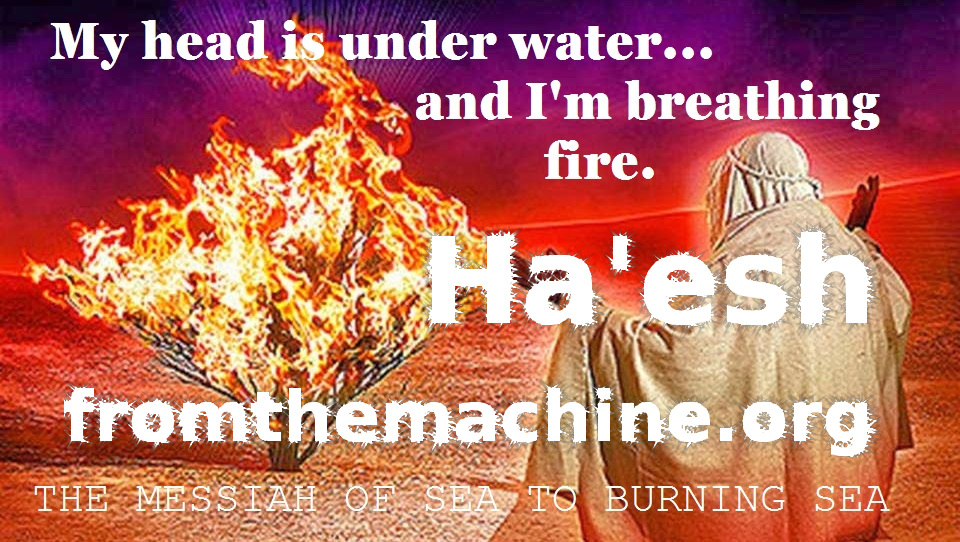 My head is under water...
and I'm breathing
fire.
Ha'esh
fromthemachine.org
THE MESSIAH OF SEA TO BURNING SEA